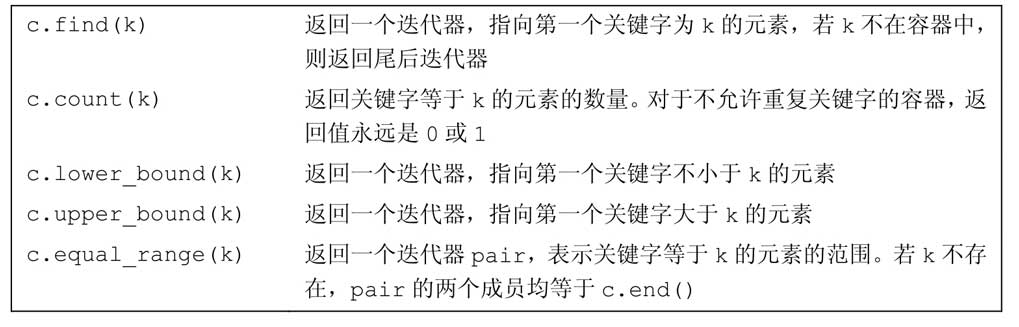 c.find(k) 返回一个迭代器，指向第一个关键字为 k 的元素，若 k 不在容器中，
则返回尾后迭代器
c.count(k) 返回关键字等于 k 的元素的数量。对于不允许重复关键字的容器，返
回值永远是 0 或 1
c.lower_bound(k) 返回一个迭代器，指向第一个关键字不小于 k 的元素
c.upper_bound(k) 返回一个迭代器，指向第一个关键字大于 k 的元素
c.equal_range(k) 返回一个迭代器 pair，表示关键字等于 k 的元素的范围。若 k 不存
在，pair 的两个成员均等于 c.end()